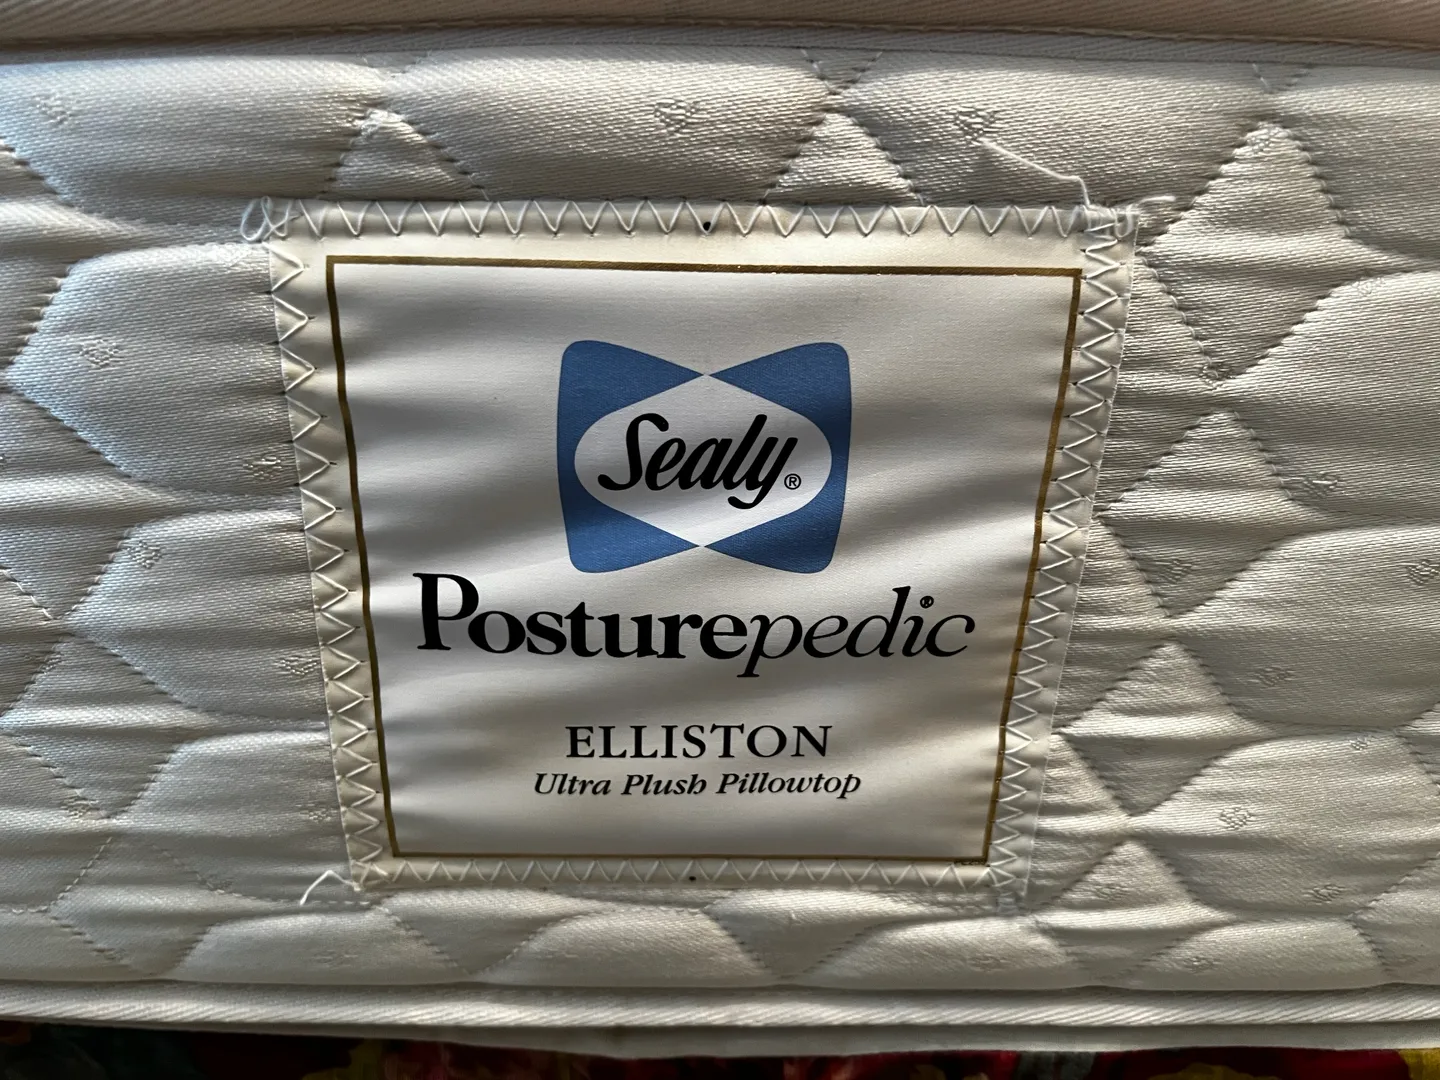 Sealy®
Posturepedic®
ELLISTON
Ultra Plush Pillowtop